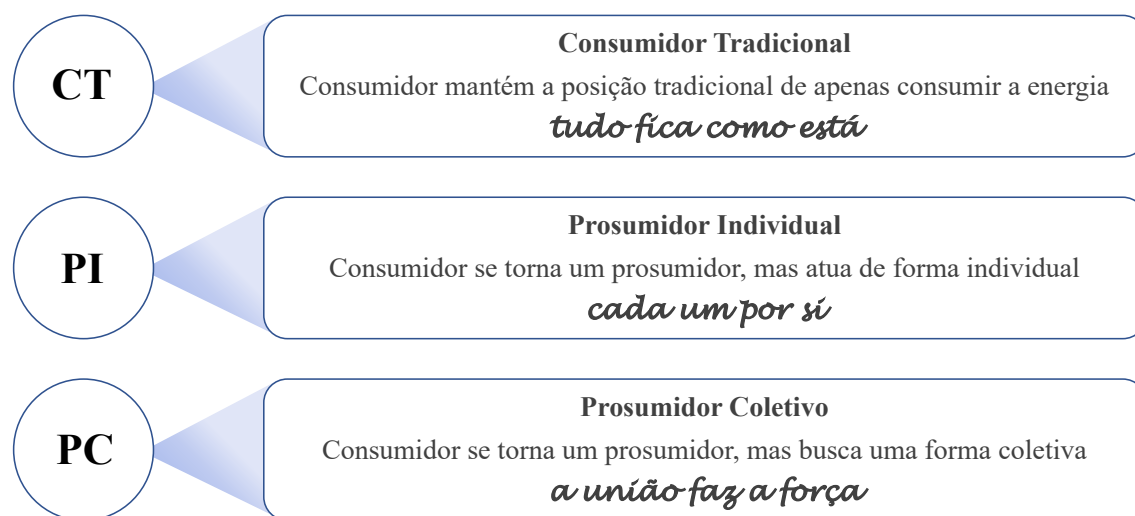 CT
Consumidor Tradicional
Consumidor mantém a posição tradicional de apenas consumir a energia
tudo fica como está
PI
Prosumidor Individual
Consumidor se torna um prosumidor, mas atua de forma individual
cada um por si
PC
Prosumidor Coletivo
Consumidor se torna um prosumidor, mas busca uma forma coletiva
a união faz a força